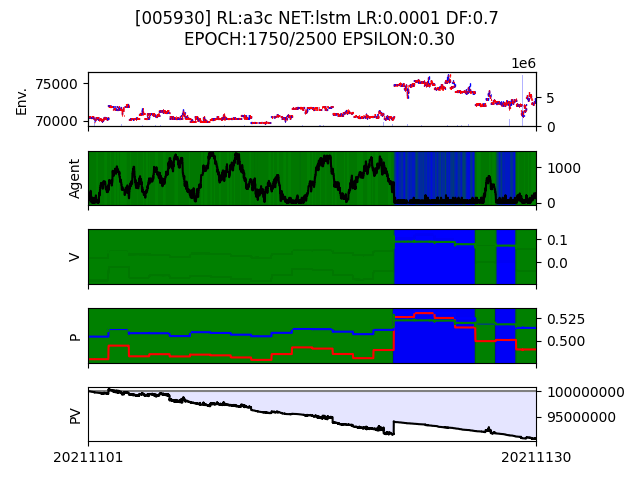 [005930] RL:a3c NET:lstm LR:0.0001 DF:0.7
EPOCH:1750/2500 EPSILON:0.30
1e6
Env.
75000
70000
5
0
Agent
1000
0
V
0.1
0.0
P
0.525
0.500
PV
100000000
95000000
20211101
20211130